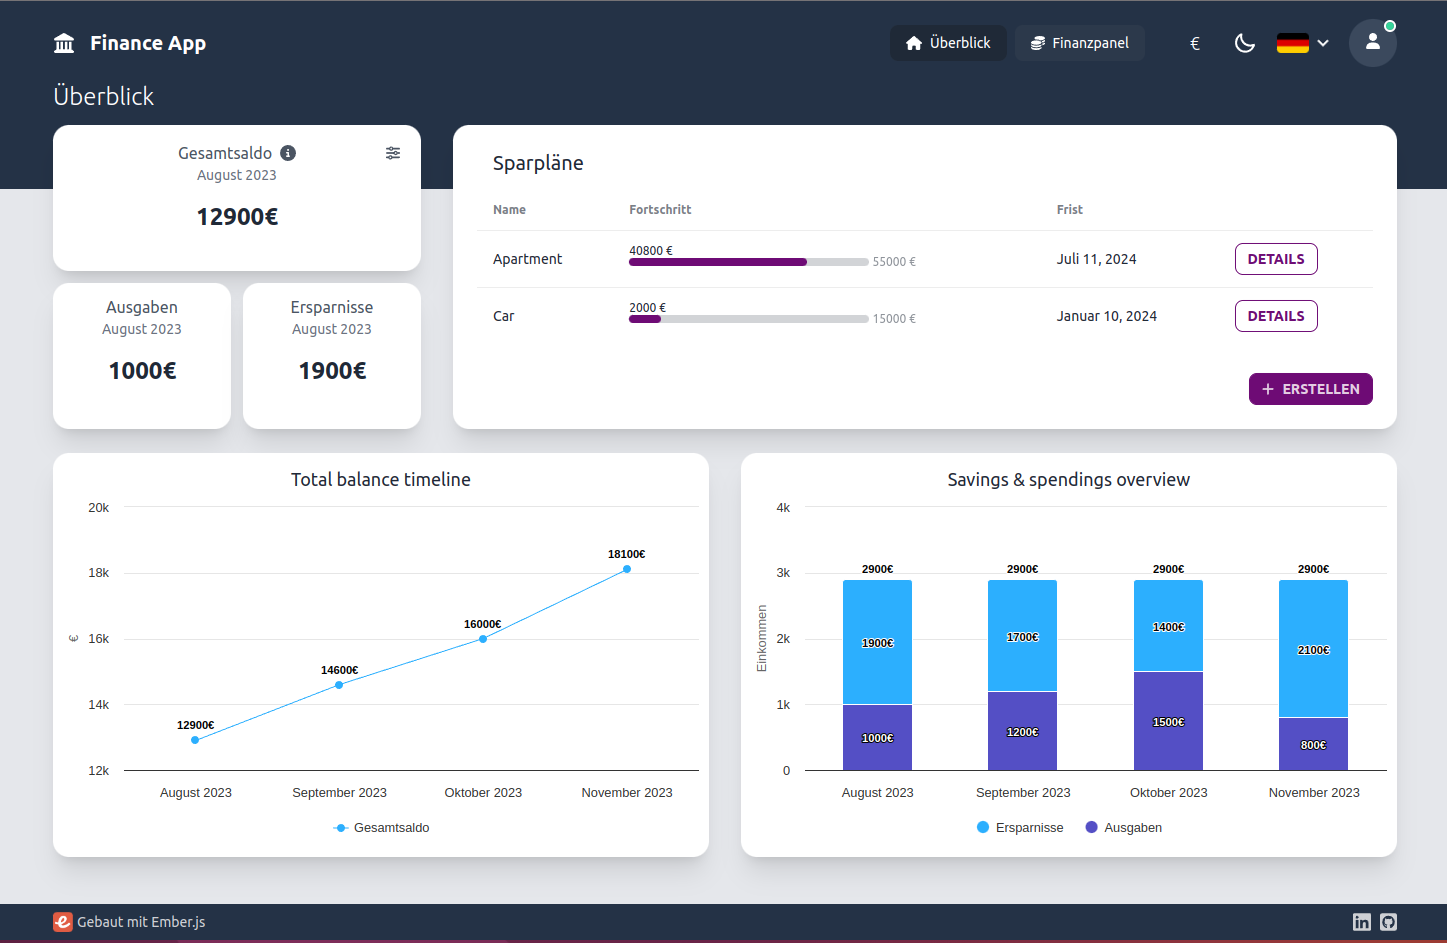 Finance App
Überblick
Finanzpanel
€
Überblick
Gesamtsaldo
August 2023
12900€
Ausgaben
August 2023
1000€
Ersparnisse
August 2023
1900€
Sparpläne
Name Fortschritt Frist
Apartment 40800 € 55000 € Juli 11, 2024 DETAILS
Car 2000 € 15000 € Januar 10, 2024 DETAILS
+ ERSTELLEN
Total balance timeline
20k
18k
16k
14k
12k
€
12900€
14600€
16000€
18100€
August 2023 September 2023 Oktober 2023 November 2023
Gesamtsaldo
Savings & spendings overview
4k
3k
2k
1k
0
Einkommen
2900€ 2900€ 2900€ 2900€
1900€ 1700€ 1400€ 2100€
1000€ 1200€ 1500€ 800€
August 2023 September 2023 Oktober 2023 November 2023
Ersparnisse Ausgaben
Gebaut mit Ember.js